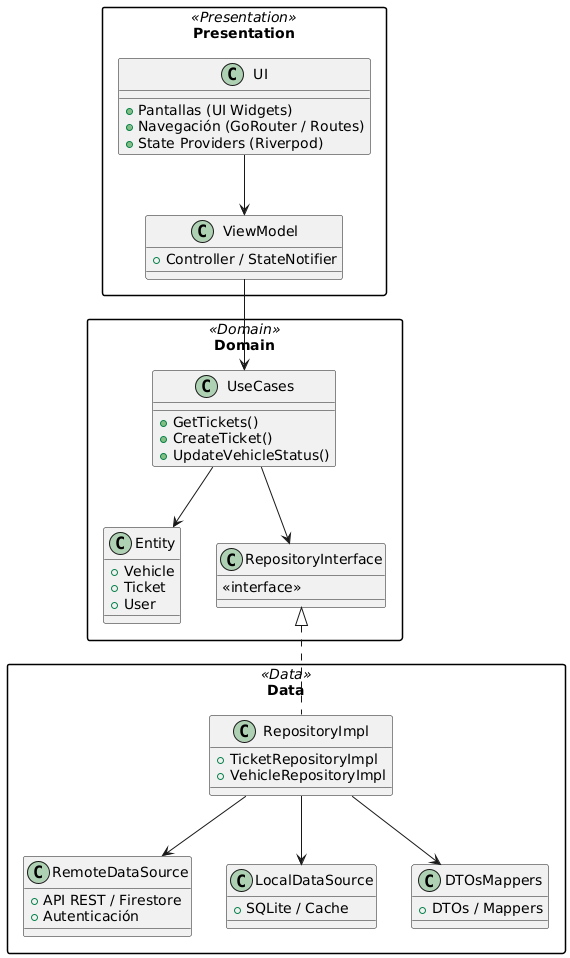 «Presentation»
Presentation
C UI
Pantallas (UI Widgets)
Navegación (GoRouter / Routes)
State Providers (Riverpod)
C ViewModel
Controller / StateNotifier
«Domain»
Domain
C UseCases
GetTickets()
CreateTicket()
UpdateVehicleStatus()
C Entity
Vehicle
Ticket
User
C RepositoryInterface
«interface»
«Data»
Data
C RepositoryImpl
TicketRepositoryImpl
VehicleRepositoryImpl
C RemoteDataSource
API REST / Firestore
Autenticación
C LocalDataSource
SQLite / Cache
C DTOsMappers
DTOs / Mappers